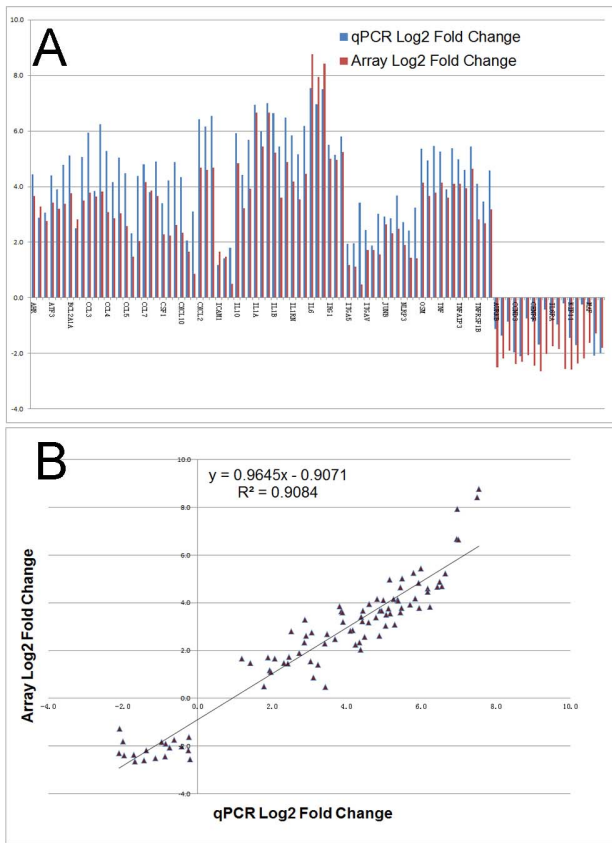 A
qPCR Log2 Fold Change
Array Log2 Fold Change
10.0
8.0
6.0
4.0
2.0
0.0
-2.0
-4.0
AHR ATF3 BCL2A1A CCL3 CCL4 CCL5 CCL7 CSF1 CXCL10 CXCL2 ICAM1 IL10 IL1A IL1B IL1RN IL6 IRG1 ITGA5 ITGAV JUNB NLRP3 OSM TNF TNFAIP3 TNFRSF1B CCND3 KIF11
B
y = 0.9645x - 0.9071
R² = 0.9084
10.0
8.0
6.0
4.0
2.0
0.0
-2.0
-4.0
-4.0 -2.0 0.0 2.0 4.0 6.0 8.0 10.0
Array Log2 Fold Change
qPCR Log2 Fold Change